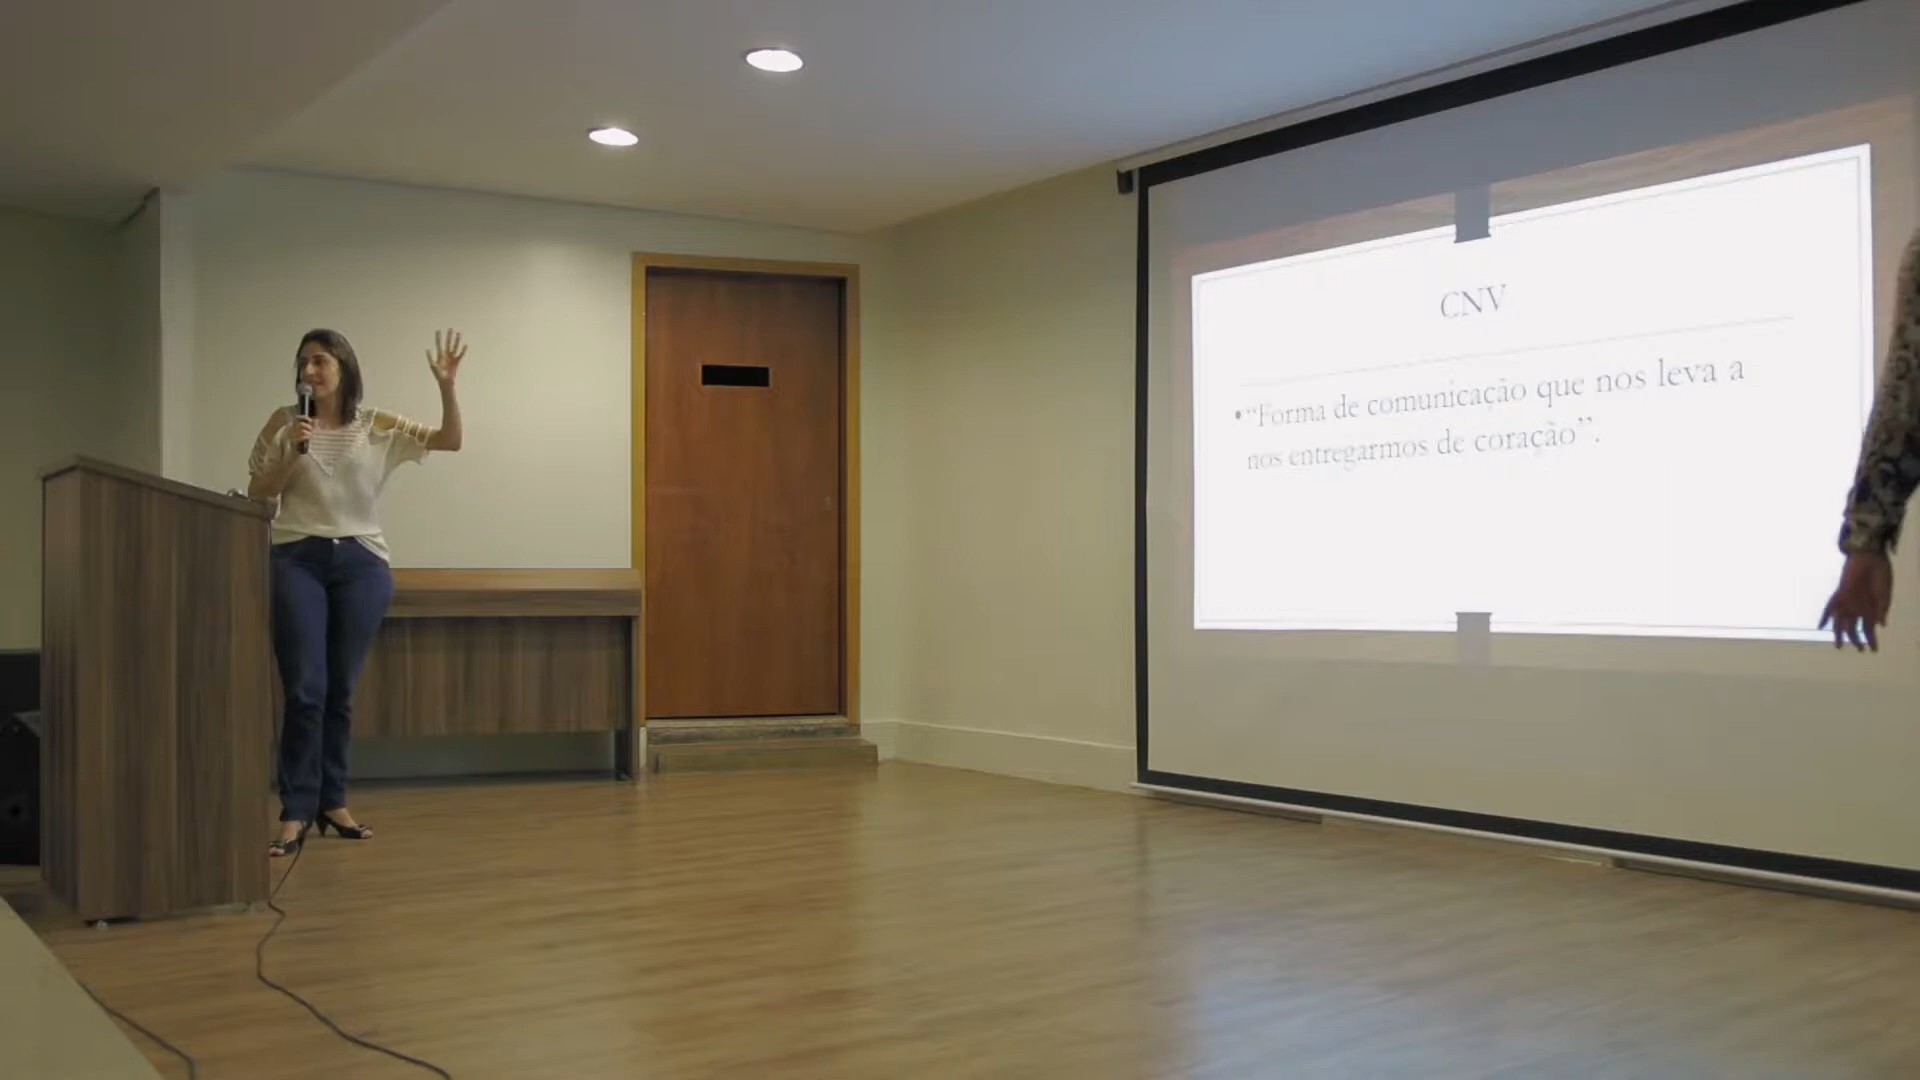 CNV
•“Forma de comunicação que nos leva a
nos entregarmos de coração”.